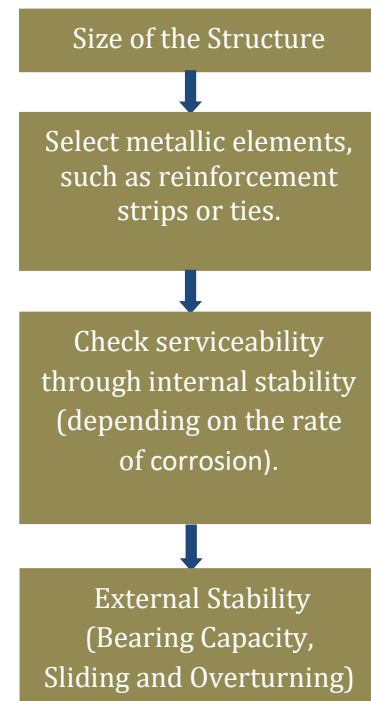 Size of the Structure
Select metallic elements,
such as reinforcement
strips or ties.
Check serviceability
through internal stability
(depending on the rate
of corrosion).
External Stability
(Bearing Capacity,
Sliding and Overturning)